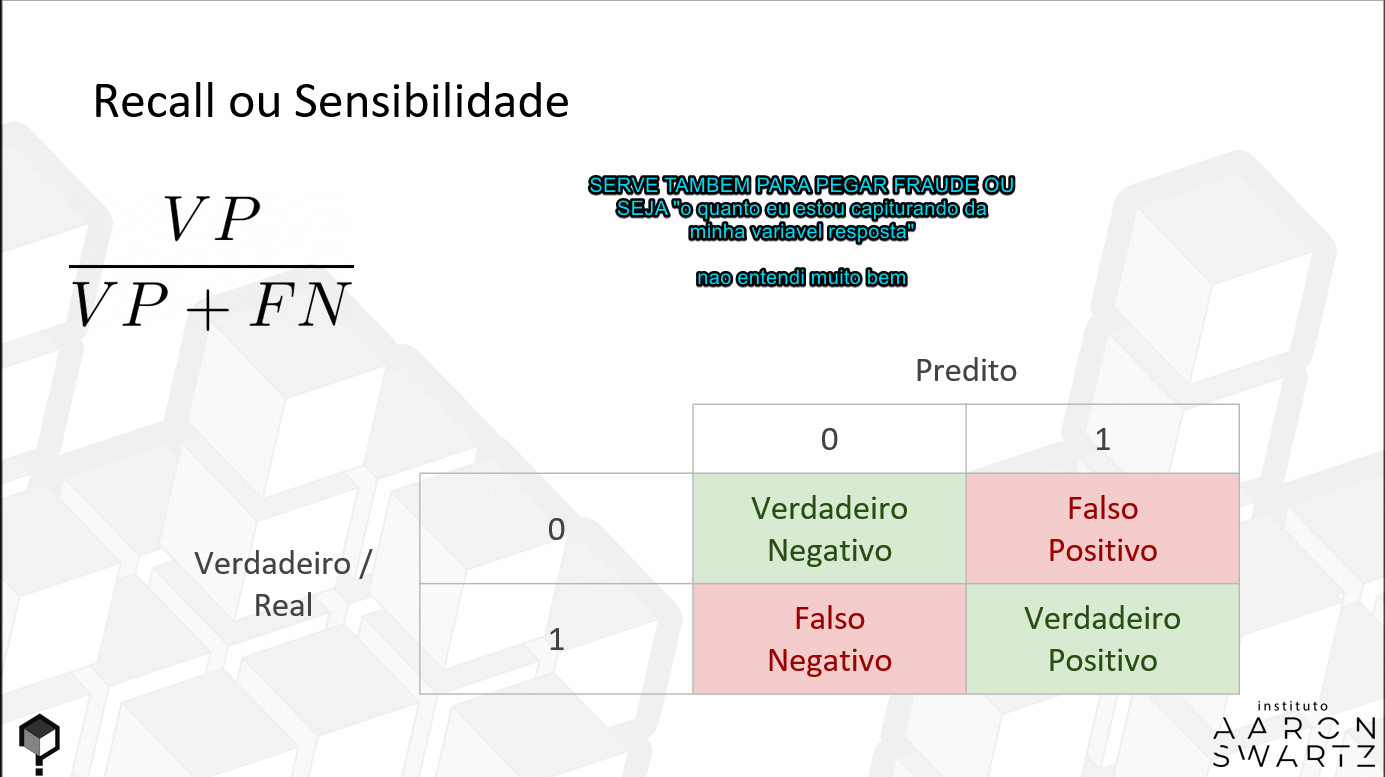 Recall ou Sensibilidade
VP
VP + FN
SERVE TAMBEM PARA PEGAR FRAUDE OU
SEJA "o quanto eu estou capiturando da
minha variavel resposta"
nao entendi muito bem
Predito
0 1
0
Verdadeiro
Negativo
Falso
Positivo
Verdadeiro /
Real
1
Falso
Negativo
Verdadeiro
Positivo
instituto
AARON
SWARTZ